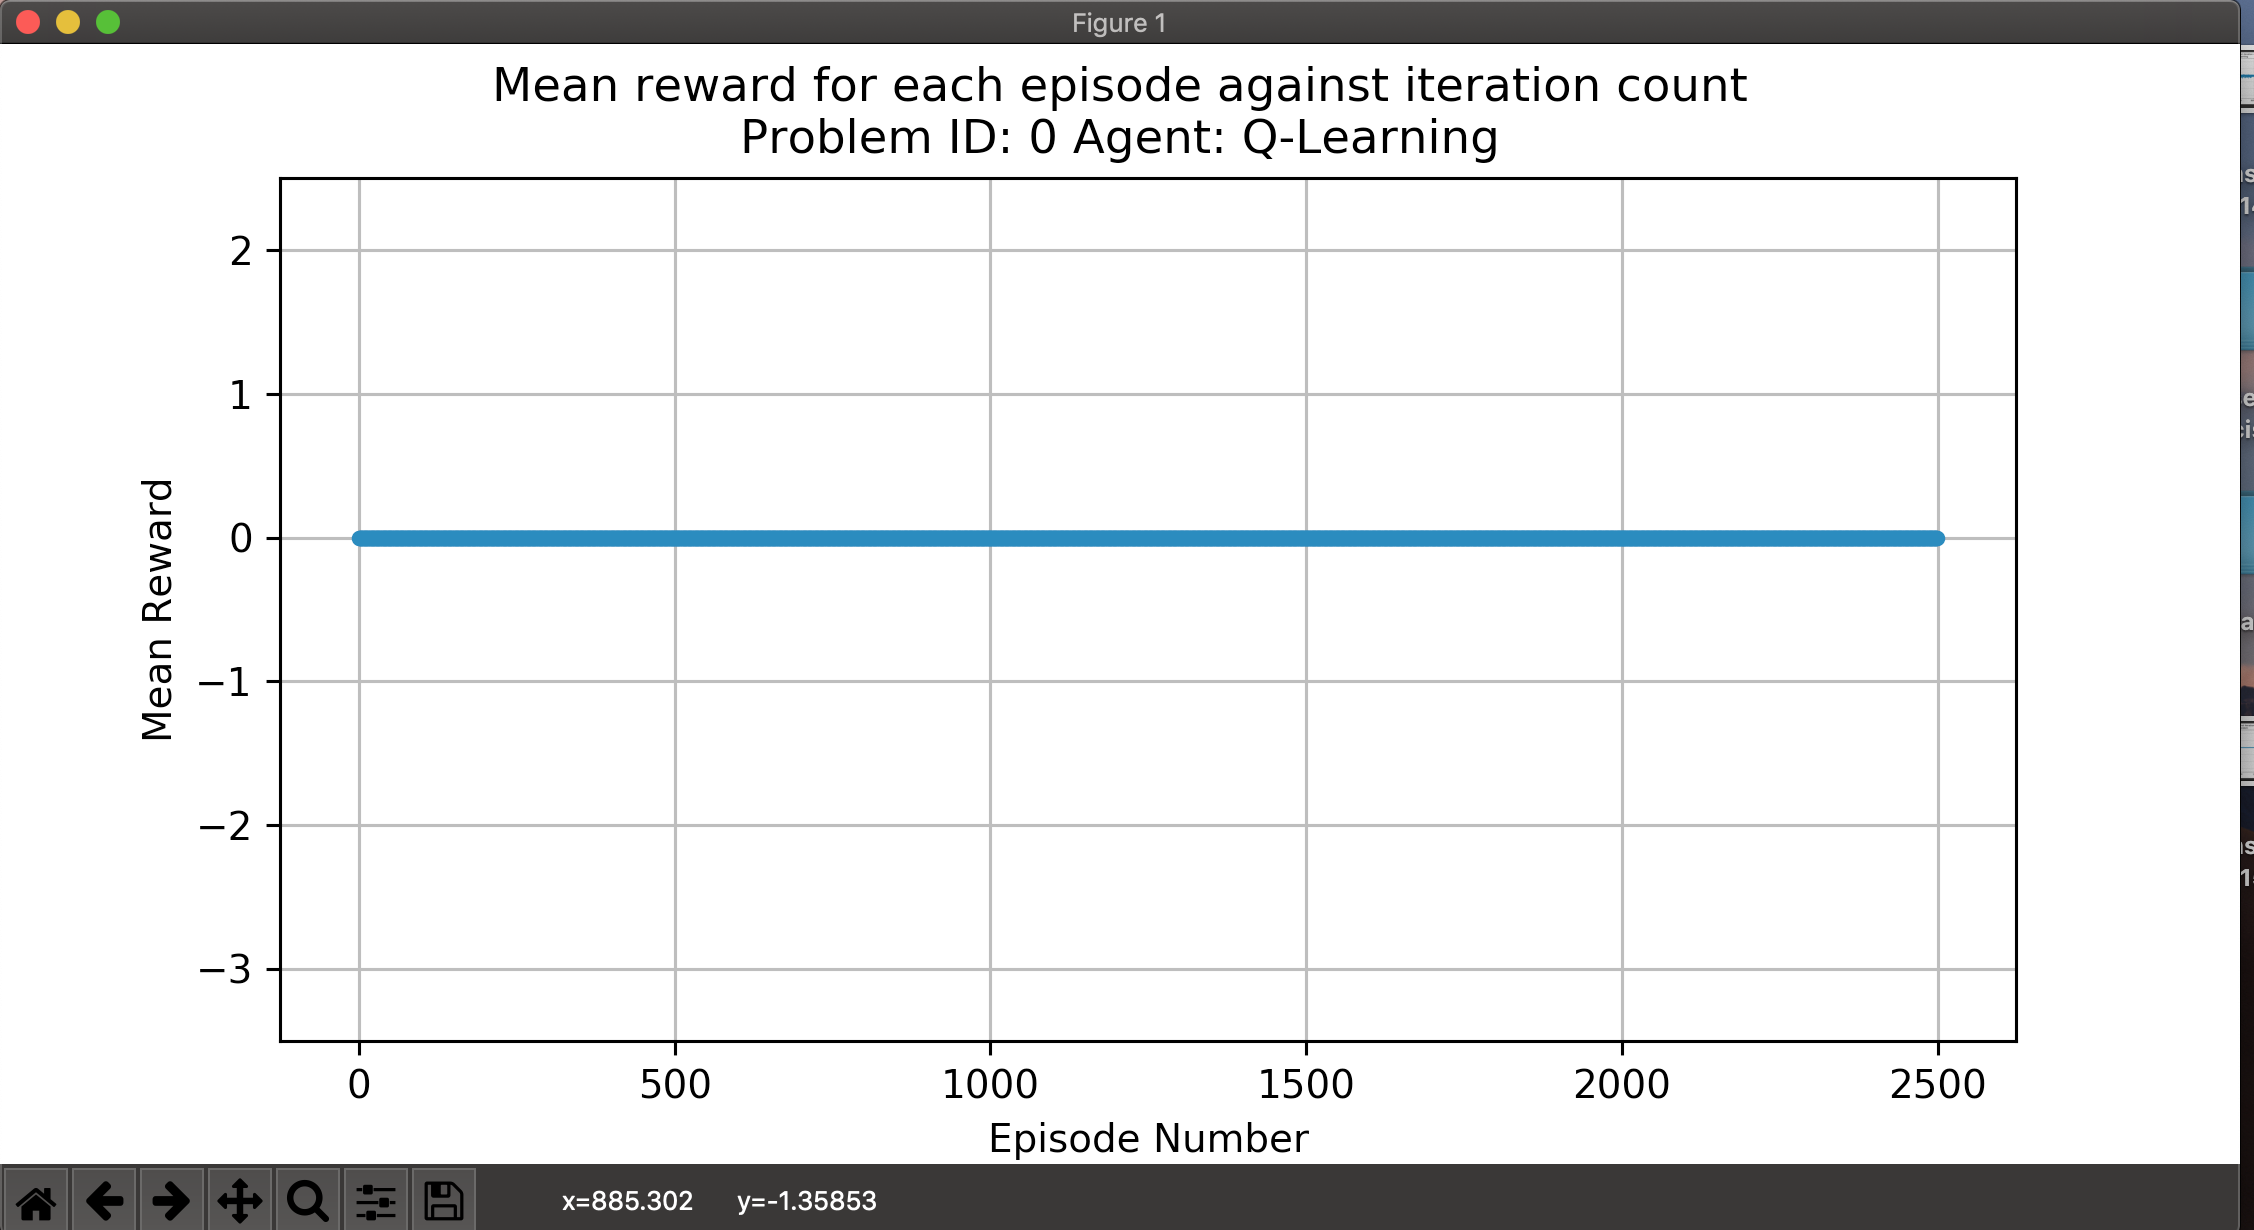 Figure 1
Mean reward for each episode against iteration count
Problem ID: 0 Agent: Q-Learning
2
1
0
−1
−2
−3
Mean Reward
0 500 1000 1500 2000 2500
Episode Number
x=885.302 y=-1.35853